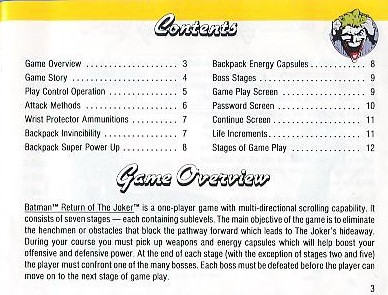 Contents
Game Overview . . . . . . . . . . . . . . . 3
Game Story . . . . . . . . . . . . . . . . . 4
Play Control Operation . . . . . . . . . . 5
Attack Methods . . . . . . . . . . . . . . 6
Wrist Protector Ammunitions . . . . 7
Backpack Invincibility . . . . . . . . . . 7
Backpack Super Power Up . . . . . . 8
Backpack Energy Capsules . . . . . . 8
Boss Stages . . . . . . . . . . . . . . . . 9
Game Play Screen . . . . . . . . . . . 9
Password Screen . . . . . . . . . . . . 10
Continue Screen . . . . . . . . . . . . 11
Life Increments . . . . . . . . . . . . . 11
Stages of Game Play . . . . . . . . . 12
Game Overview
Batman™ Return of The Joker™ is a one-player game with multi-directional scrolling capability. It
consists of seven stages — each containing sublevels. The main objective of the game is to eliminate
the henchmen or obstacles that block the pathway forward which leads to The Joker's hideaway.
During your course you must pick up weapons and energy capsules which will help boost your
offensive and defensive power. At the end of each stage (with the exception of stages two and five)
the player must confront one of the many bosses. Each boss must be defeated before the player can
move on to the next stage of game play.
3